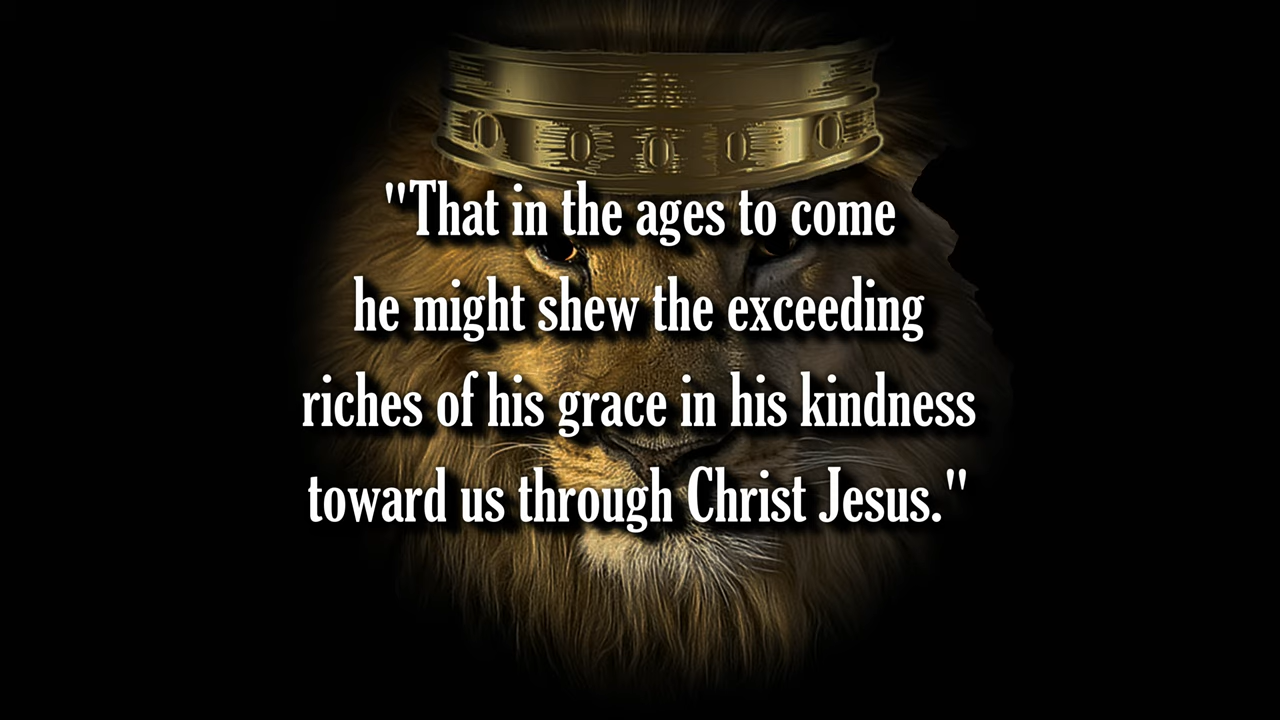 "That in the ages to come
he might shew the exceeding
riches of his grace in his kindness
toward us through Christ Jesus."